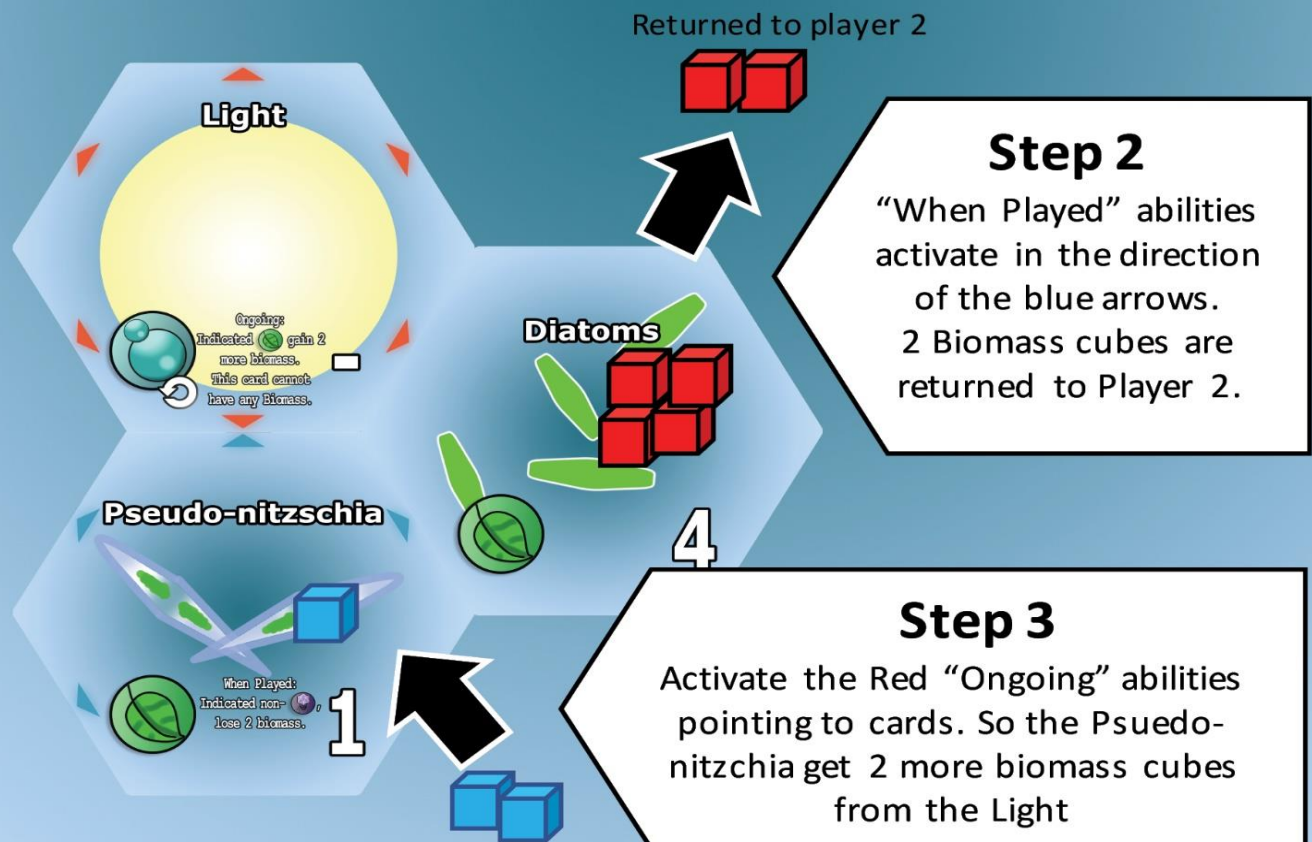 Returned to player 2
Light
Ongoing:
Indicated gain 2
more biomass.
This card cannot
have any Biomass.
Step 2
“When Played” abilities
activate in the direction
of the blue arrows.
2 Biomass cubes are
returned to Player 2.
Diatoms
4
Pseudo-nitzschia
When Played:
Indicated non- ,
lose 2 biomass.
1
Step 3
Activate the Red “Ongoing” abilities
pointing to cards. So the Psuedo-
nitzchia get 2 more biomass cubes
from the Light